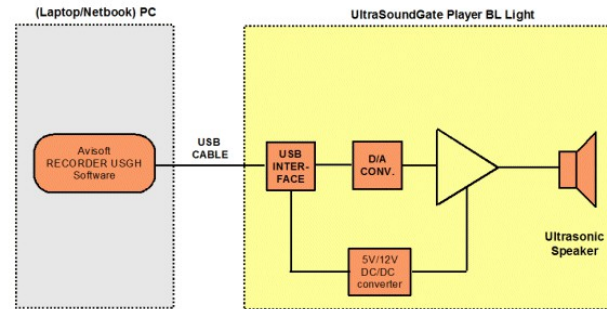 (Laptop/Netbook) PC
UltraSoundGate Player BL Light
Avisoft
RECORDER USGH
Software
USB
CABLE
USB
INTER-
FACE
D/A
CONV.
5V/12V
DC/DC
converter
Ultrasonic
Speaker